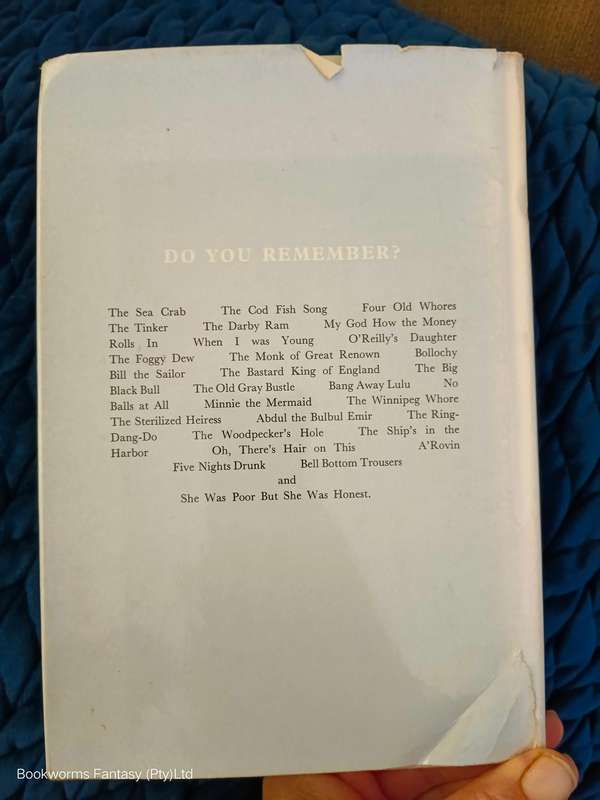 DO YOU REMEMBER?
The Sea Crab The Cod Fish Song Four Old Whores
The Tinker The Darby Ram My God How the Money
Rolls In When I was Young O'Reilly's Daughter
The Foggy Dew The Monk of Great Renown Bollochy
Bill the Sailor The Bastard King of England The Big
Black Bull The Old Gray Bustle Bang Away Lulu No
Balls at All Minnie the Mermaid The Winnipeg Whore
The Sterilized Heiress Abdul the Bulbul Emir The Ring-
Dang-Do The Woodpecker's Hole The Ship's in the
Harbor Oh, There's Hair on This A'Rovin
Five Nights Drunk Bell Bottom Trousers
and
She Was Poor But She Was Honest.
Bookworms Fantasy (Pty)Ltd